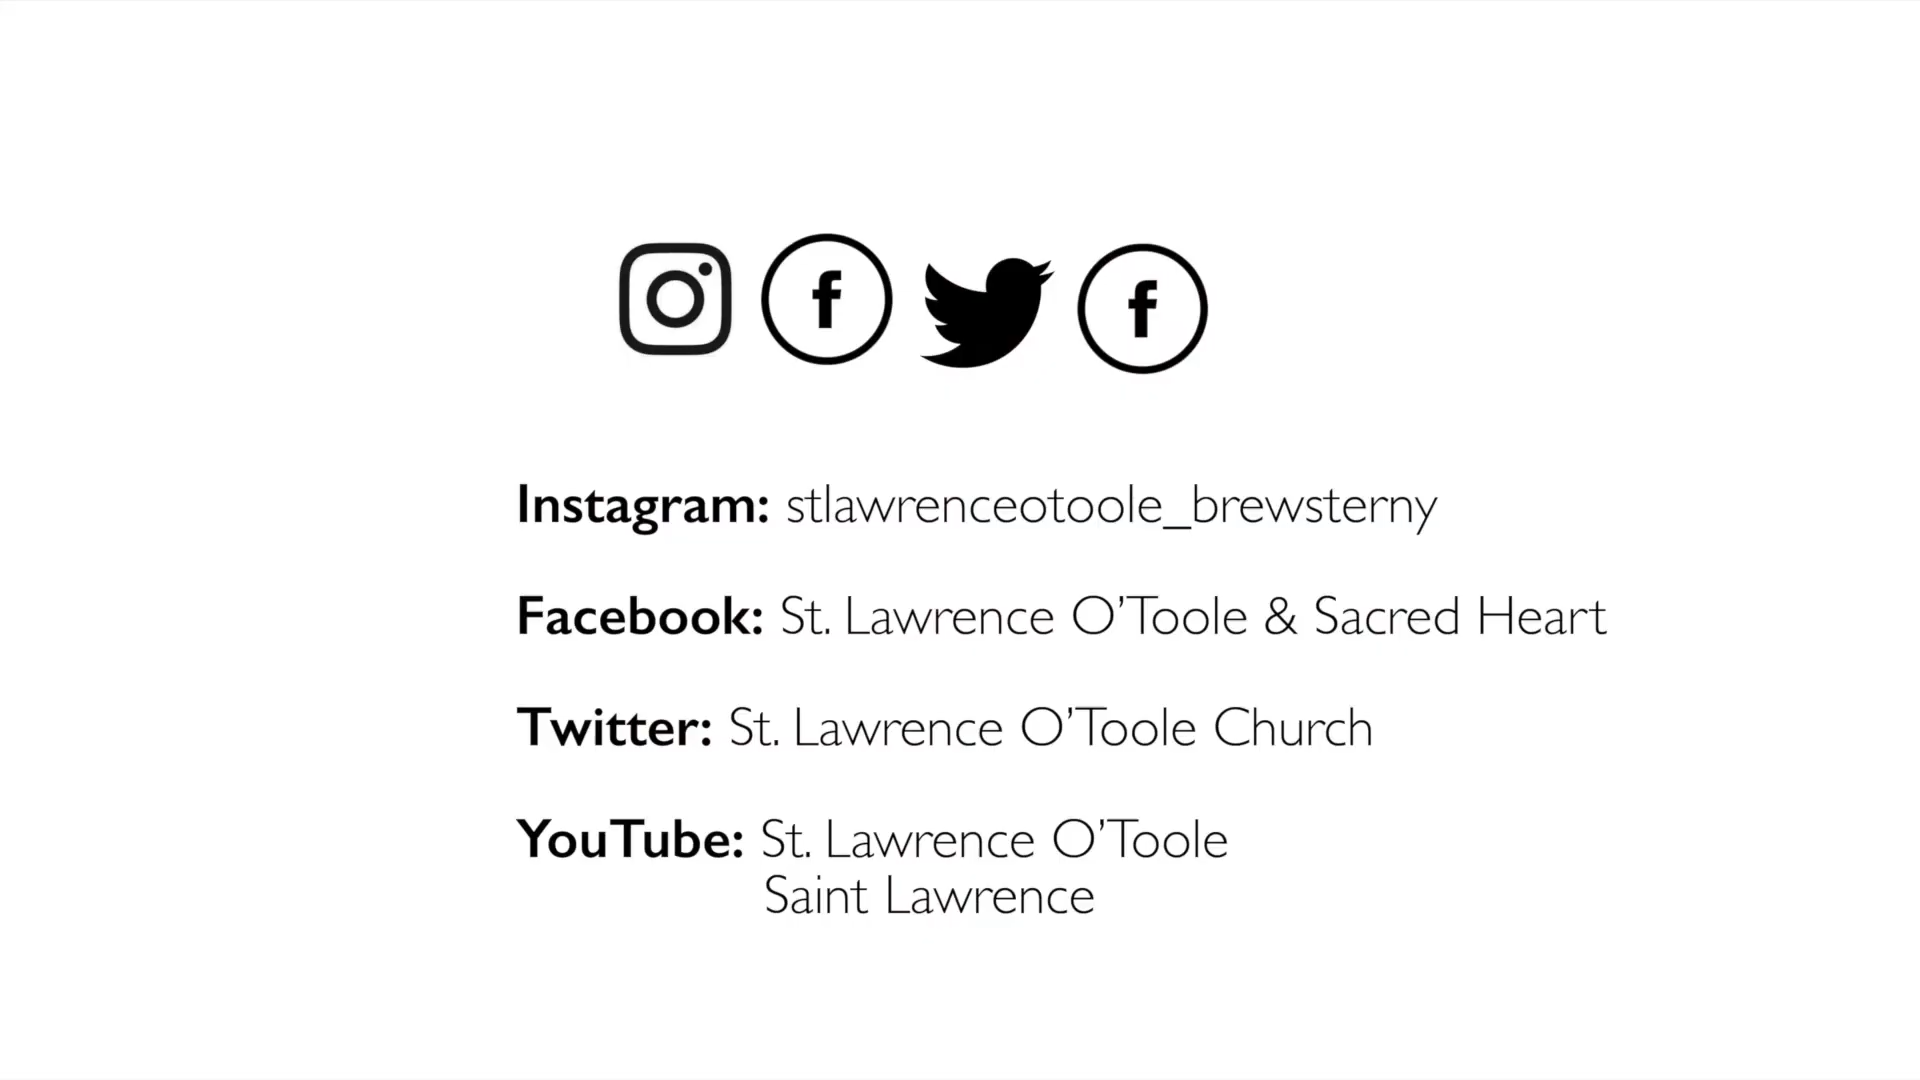 Instagram: stlawrenceotoole_brewsterny
Facebook: St. Lawrence O’Toole & Sacred Heart
Twitter: St. Lawrence O’Toole Church
YouTube: St. Lawrence O’Toole
Saint Lawrence